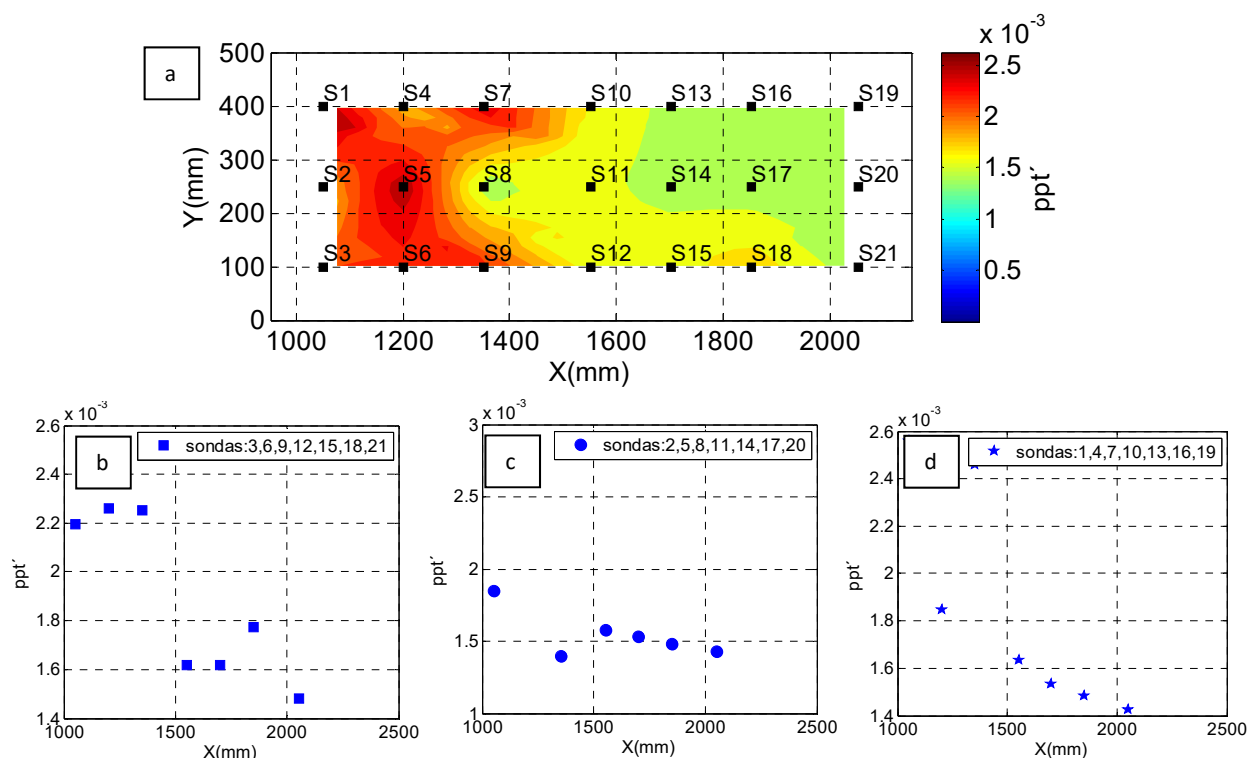 a
x 10-3
500
400
300
200
100
0
Y(mm)
S1 S4 S7 S10 S13 S16 S19
S2 S5 S8 S11 S14 S17 S20
S3 S6 S9 S12 S15 S18 S21
1000 1200 1400 1600 1800 2000
X(mm)
2.5
2
1.5
1
0.5
ppt´
b
x 10-3
sondas:3,6,9,12,15,18,21
2.6
2.4
2.2
2
1.8
1.6
1.4
ppt´
1000 1500 2000 2500
X(mm)
c
x 10-3
sondas:2,5,8,11,14,17,20
3
2.5
2
1.5
1
ppt´
1000 1500 2000 2500
X(mm)
d
x 10-3
sondas:1,4,7,10,13,16,19
2.6
2.4
2.2
2
1.8
1.6
1.4
ppt´
1000 1500 2000 2500
X(mm)